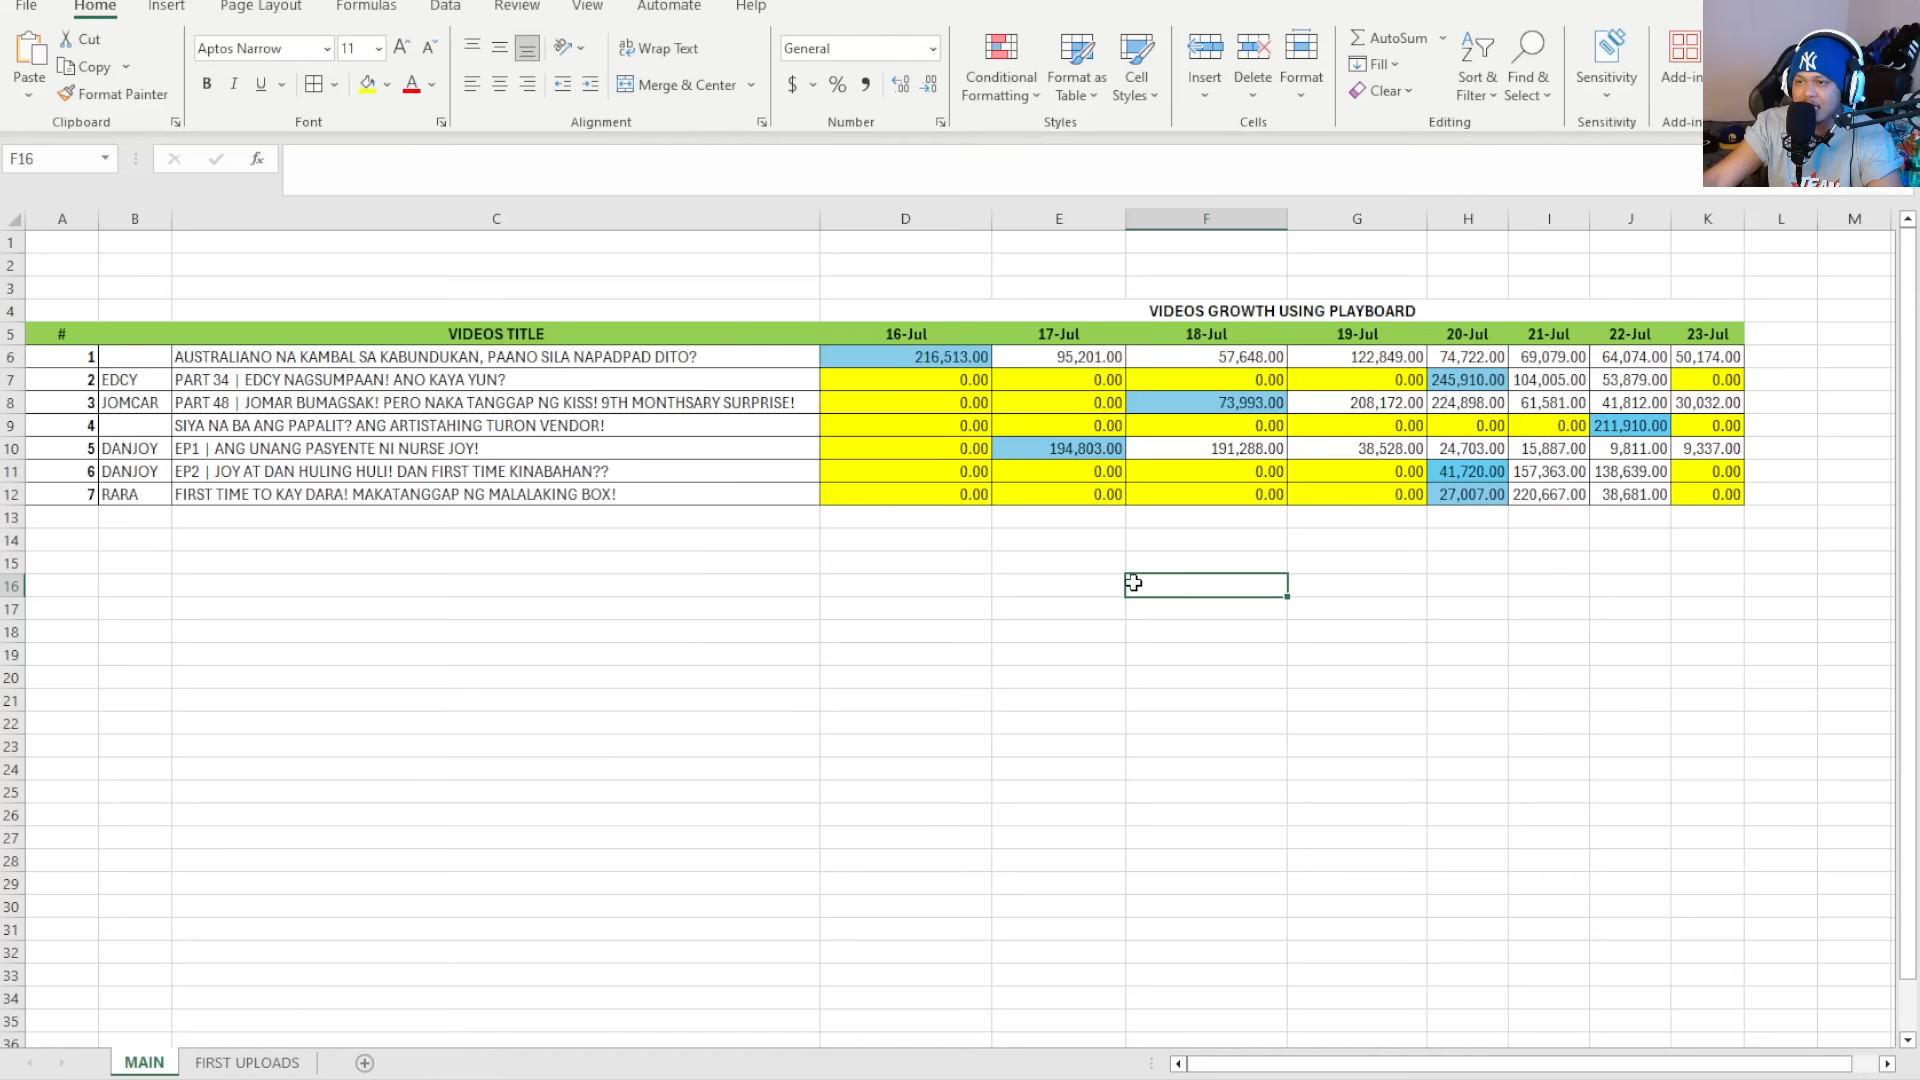 File Home Insert Page Layout Formulas Data Review View Automate Help
Paste Cut Copy Format Painter Clipboard
Aptos Narrow 11 A A B I U A Font
ab Wrap Text Merge & Center Alignment
General $ % 9 .00 Number
Conditional Formatting Format as Table Cell Styles Styles
Insert Delete Format Cells
AutoSum Fill Clear Sort & Filter Find & Select Editing
Sensitivity Sensitivity
Add-in Add-in
F16 fx
A B C D E F G H I J K L M
1
2
3
4 VIDEOS GROWTH USING PLAYBOARD
5 # VIDEOS TITLE 16-Jul 17-Jul 18-Jul 19-Jul 20-Jul 21-Jul 22-Jul 23-Jul
6 1 AUSTRALIANO NA KAMBAL SA KABUNDUKAN, PAANO SILA NAPADPAD DITO? 216,513.00 95,201.00 57,648.00 122,849.00 74,722.00 69,079.00 64,074.00 50,174.00
7 2 EDCY PART 34 | EDCY NAGSUMPAAN! ANO KAYA YUN? 0.00 0.00 0.00 0.00 245,910.00 104,005.00 53,879.00 0.00
8 3 JOMCAR PART 48 | JOMAR BUMAGSAK! PERO NAKA TANGGAP NG KISS! 9TH MONTHSARY SURPRISE! 0.00 0.00 73,993.00 208,172.00 224,898.00 61,581.00 41,812.00 30,032.00
9 4 SIYA NA BA ANG PAPALIT? ANG ARTISTAHING TURON VENDOR! 0.00 0.00 0.00 0.00 0.00 0.00 211,910.00 0.00
10 5 DANJOY EP1 | ANG UNANG PASYENTE NI NURSE JOY! 0.00 194,803.00 191,288.00 38,528.00 24,703.00 15,887.00 9,811.00 9,337.00
11 6 DANJOY EP2 | JOY AT DAN HULING HULI! DAN FIRST TIME KINABAHAN?? 0.00 0.00 0.00 0.00 41,720.00 157,363.00 138,639.00 0.00
12 7 RARA FIRST TIME TO KAY DARA! MAKATANGGAP NG MALALAKING BOX! 0.00 0.00 0.00 0.00 27,007.00 220,667.00 38,681.00 0.00
13
14
15
16
17
18
19
20
21
22
23
24
25
26
27
28
29
30
31
32
33
34
35
36
MAIN FIRST UPLOADS